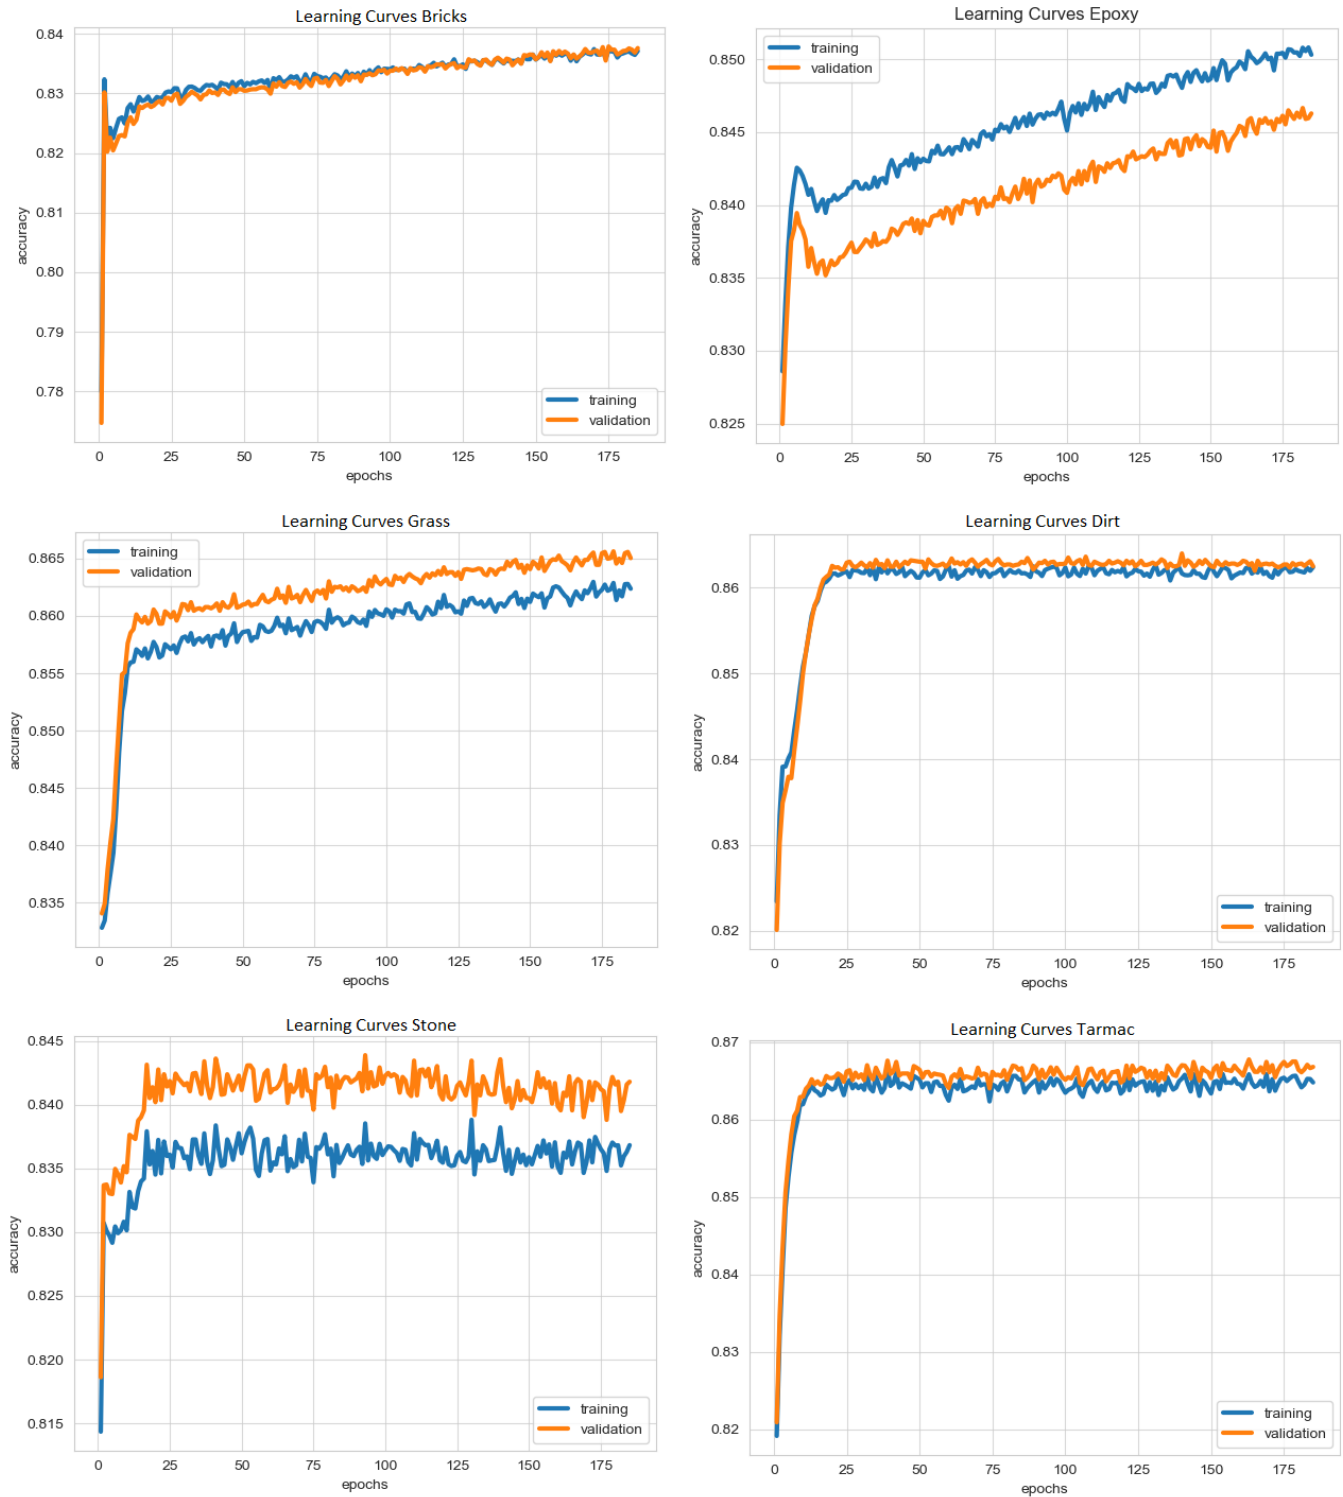 Learning Curves Bricks
0.84
0.83
0.82
0.81
0.80
0.79
0.78
accuracy
training
validation
0 25 50 75 100 125 150 175
epochs
Learning Curves Epoxy
training
validation
0.850
0.845
0.840
0.835
0.830
0.825
accuracy
0 25 50 75 100 125 150 175
epochs
Learning Curves Grass
training
validation
0.865
0.860
0.855
0.850
0.845
0.840
0.835
accuracy
0 25 50 75 100 125 150 175
epochs
Learning Curves Dirt
0.86
0.85
0.84
0.83
0.82
accuracy
training
validation
0 25 50 75 100 125 150 175
epochs
Learning Curves Stone
0.845
0.840
0.835
0.830
0.825
0.820
0.815
accuracy
training
validation
0 25 50 75 100 125 150 175
epochs
Learning Curves Tarmac
0.87
0.86
0.85
0.84
0.83
0.82
accuracy
training
validation
0 25 50 75 100 125 150 175
epochs